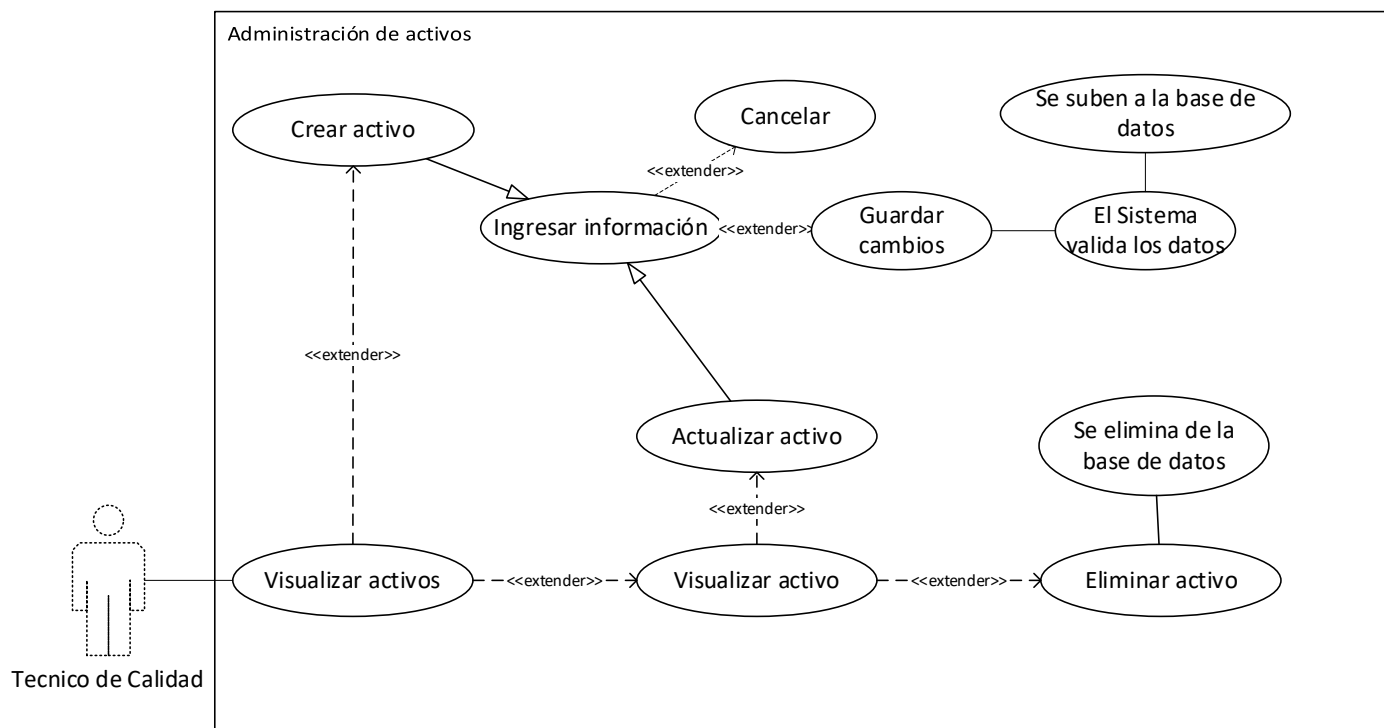 Administración de activos
Crear activo
Cancelar
Se suben a la base de
datos
<<extender>>
Ingresar información
<<extender>>
Guardar
cambios
El Sistema
valida los datos
<<extender>>
Actualizar activo
Se elimina de la
base de datos
<<extender>>
Visualizar activos
<<extender>>
Visualizar activo
<<extender>>
Eliminar activo
Tecnico de Calidad